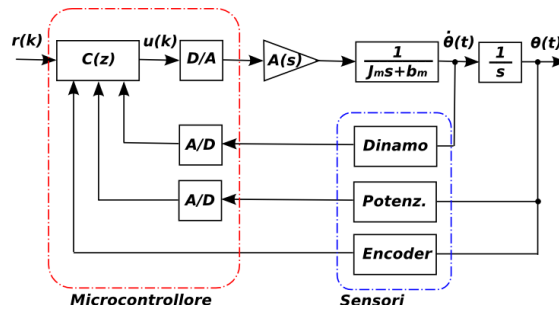 r(k)
C(z)
u(k)
D/A
A(s)
1
Jms+bm
θ̇(t)
1
s
θ(t)
A/D
Dinamo
A/D
Potenz.
Encoder
Microcontrollore
Sensori